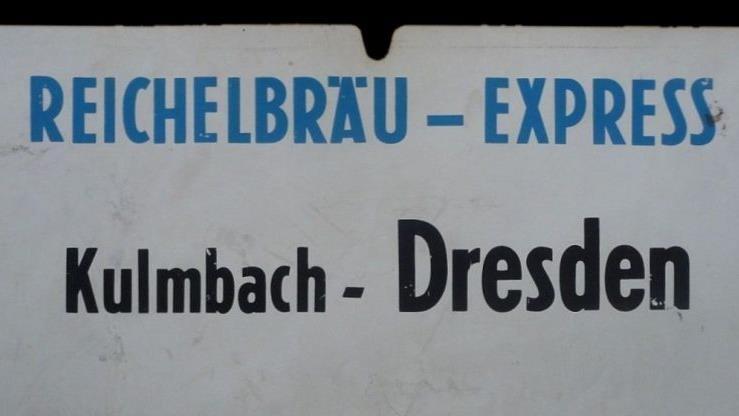 REICHELBRÄU – EXPRESS
Kulmbach - Dresden